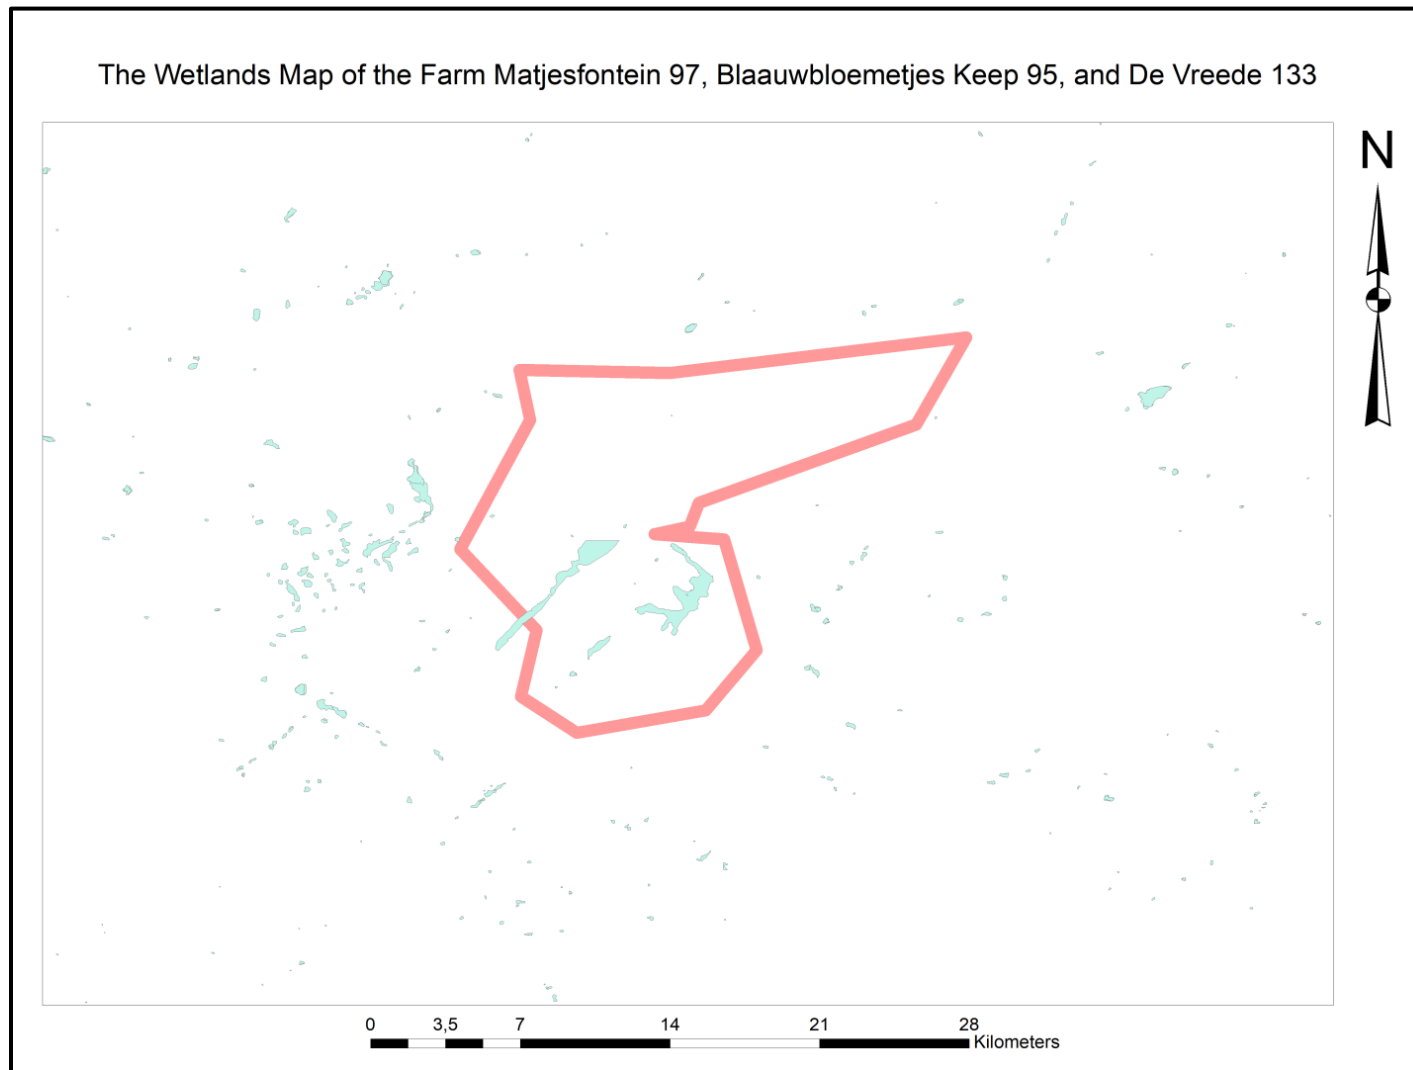 The Wetlands Map of the Farm Matjesfontein 97, Blaauwbloemetjes Keep 95, and De Vreede 133
N
0 3,5 7 14 21 28
Kilometers